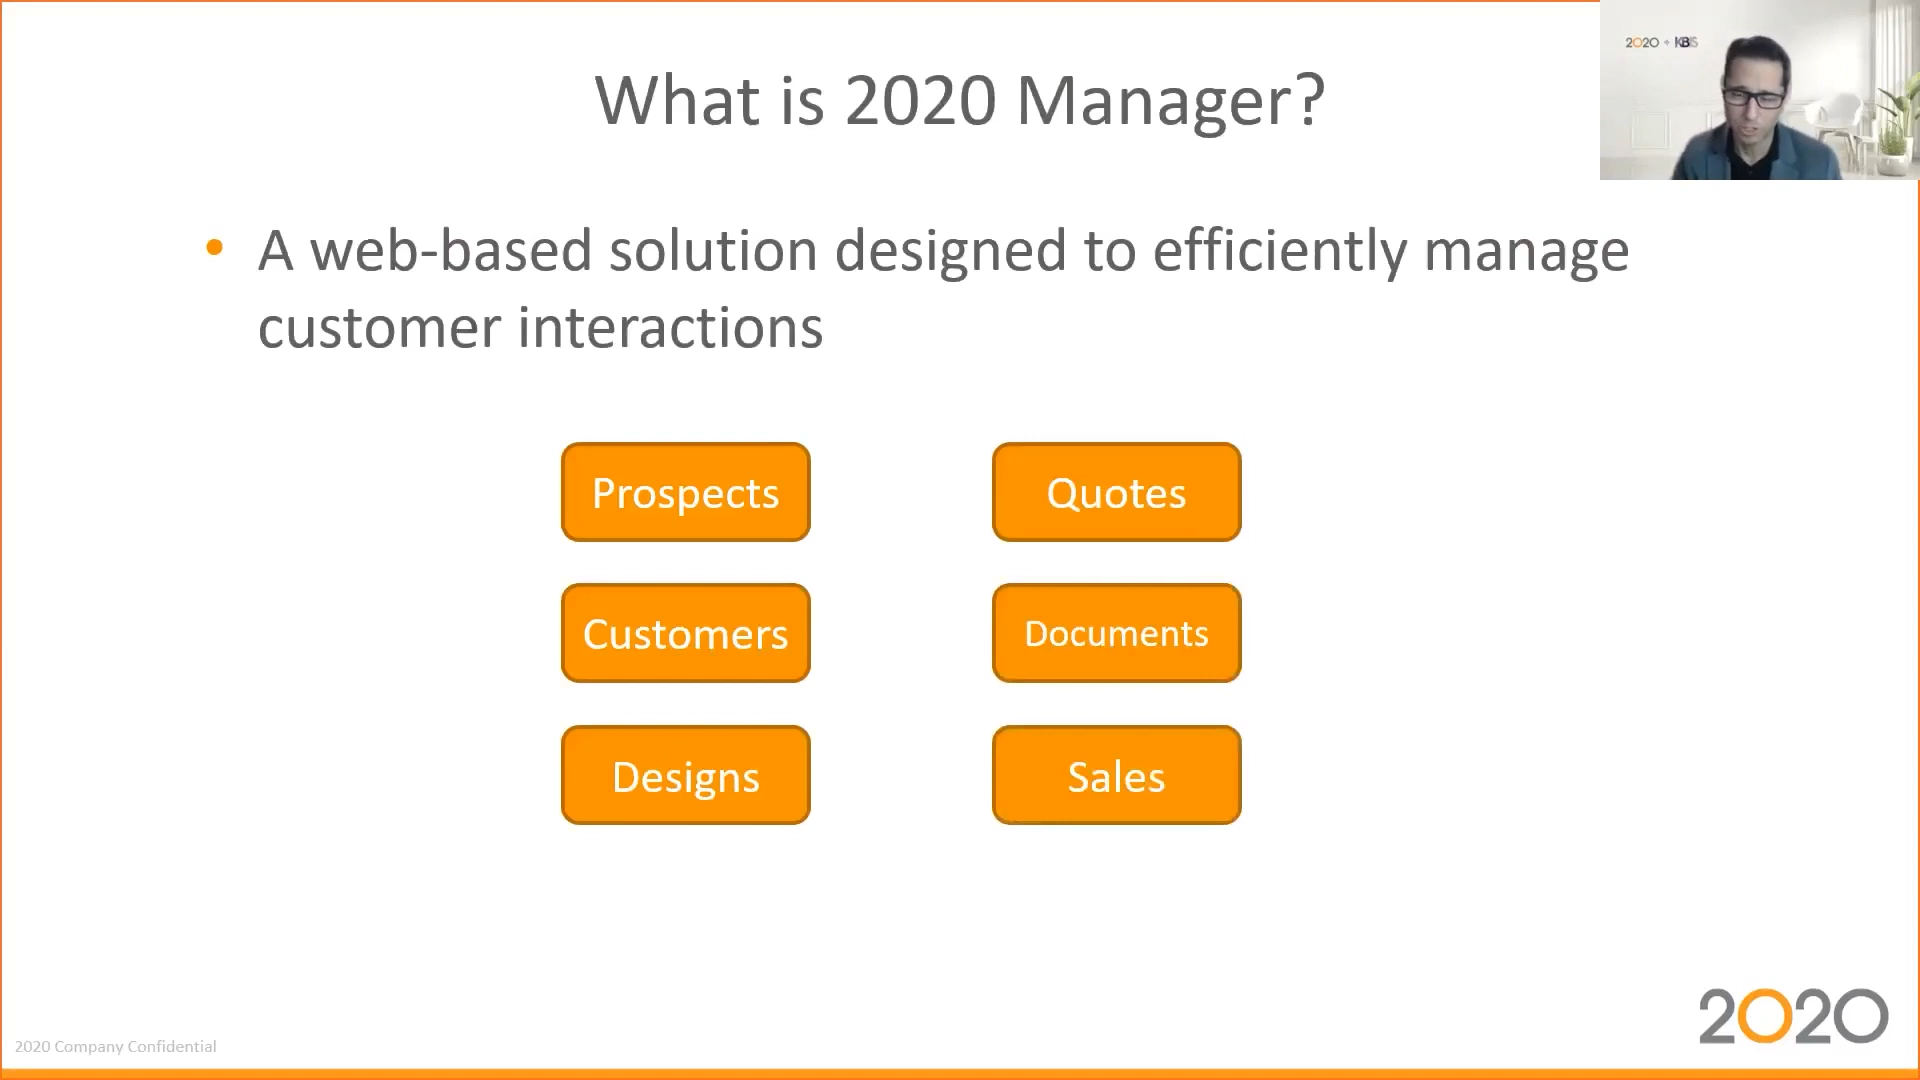 What is 2020 Manager?
2020 + KBIS
• A web-based solution designed to efficiently manage
customer interactions
Prospects
Quotes
Customers
Documents
Designs
Sales
2020
2020 Company Confidential